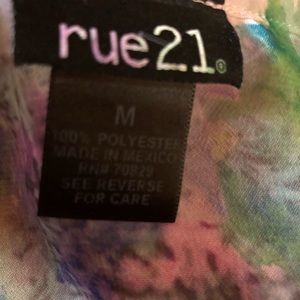 rue21®
M
100% POLYESTER
MADE IN MEXICO
RN# 70829
SEE REVERSE
FOR CARE